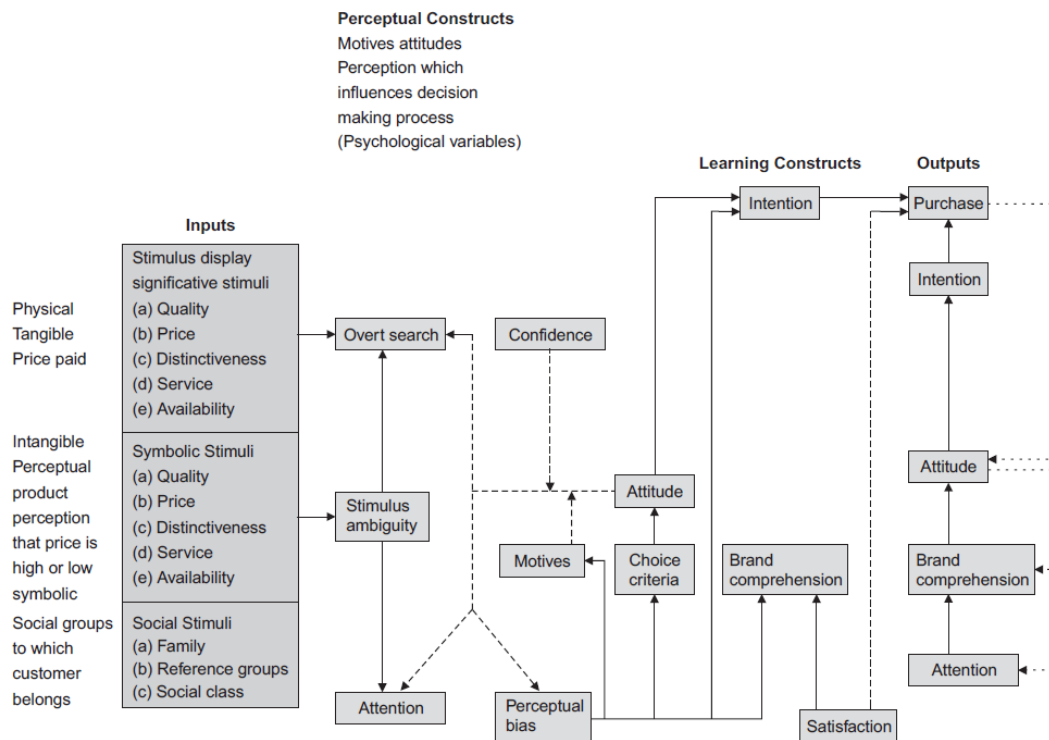 Perceptual Constructs
Motives attitudes
Perception which
influences decision
making process
(Psychological variables)
Learning Constructs
Outputs
Intention
Purchase
Inputs
Stimulus display
significative stimuli
(a) Quality
(b) Price
(c) Distinctiveness
(d) Service
(e) Availability
Physical
Tangible
Price paid
Overt search
Confidence
Intention
Intangible
Perceptual
product
perception
that price is
high or low
symbolic
Symbolic Stimuli
(a) Quality
(b) Price
(c) Distinctiveness
(d) Service
(e) Availability
Stimulus
ambiguity
Attitude
Attitude
Motives
Choice
criteria
Brand
comprehension
Brand
comprehension
Social groups
to which
customer
belongs
Social Stimuli
(a) Family
(b) Reference groups
(c) Social class
Attention
Perceptual
bias
Satisfaction
Attention